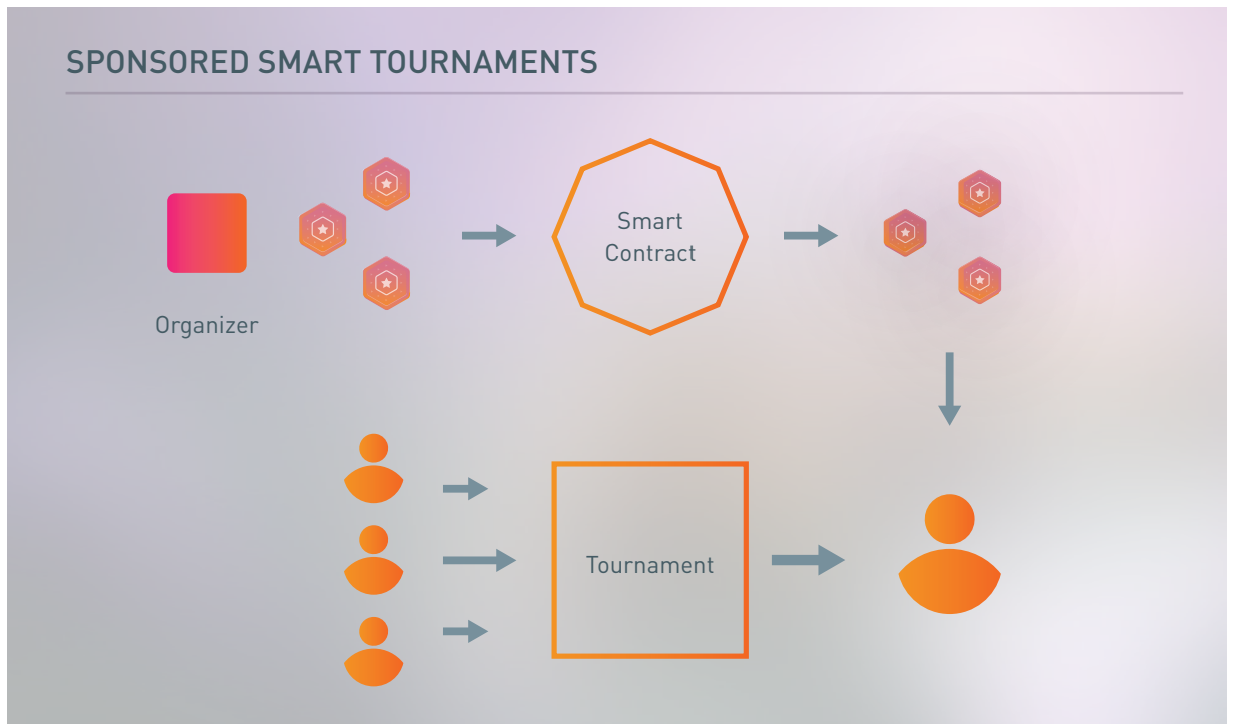 SPONSORED SMART TOURNAMENTS
Smart
Contract
Organizer
Tournament